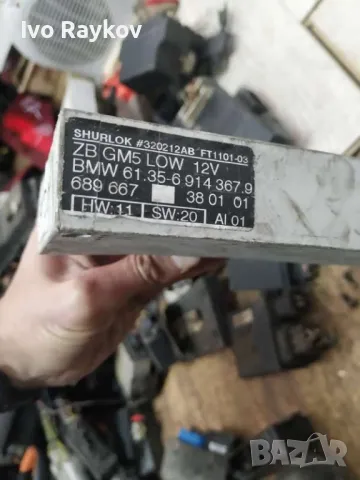 Ivo Raykov
SHURLOK #320212AB FT1101-03
ZB GM5 LOW 12V
BMW 61.35-6 914 367.9
689 667 38 01 01
HW:11 SW:20 AI 01
BAZAR
bg